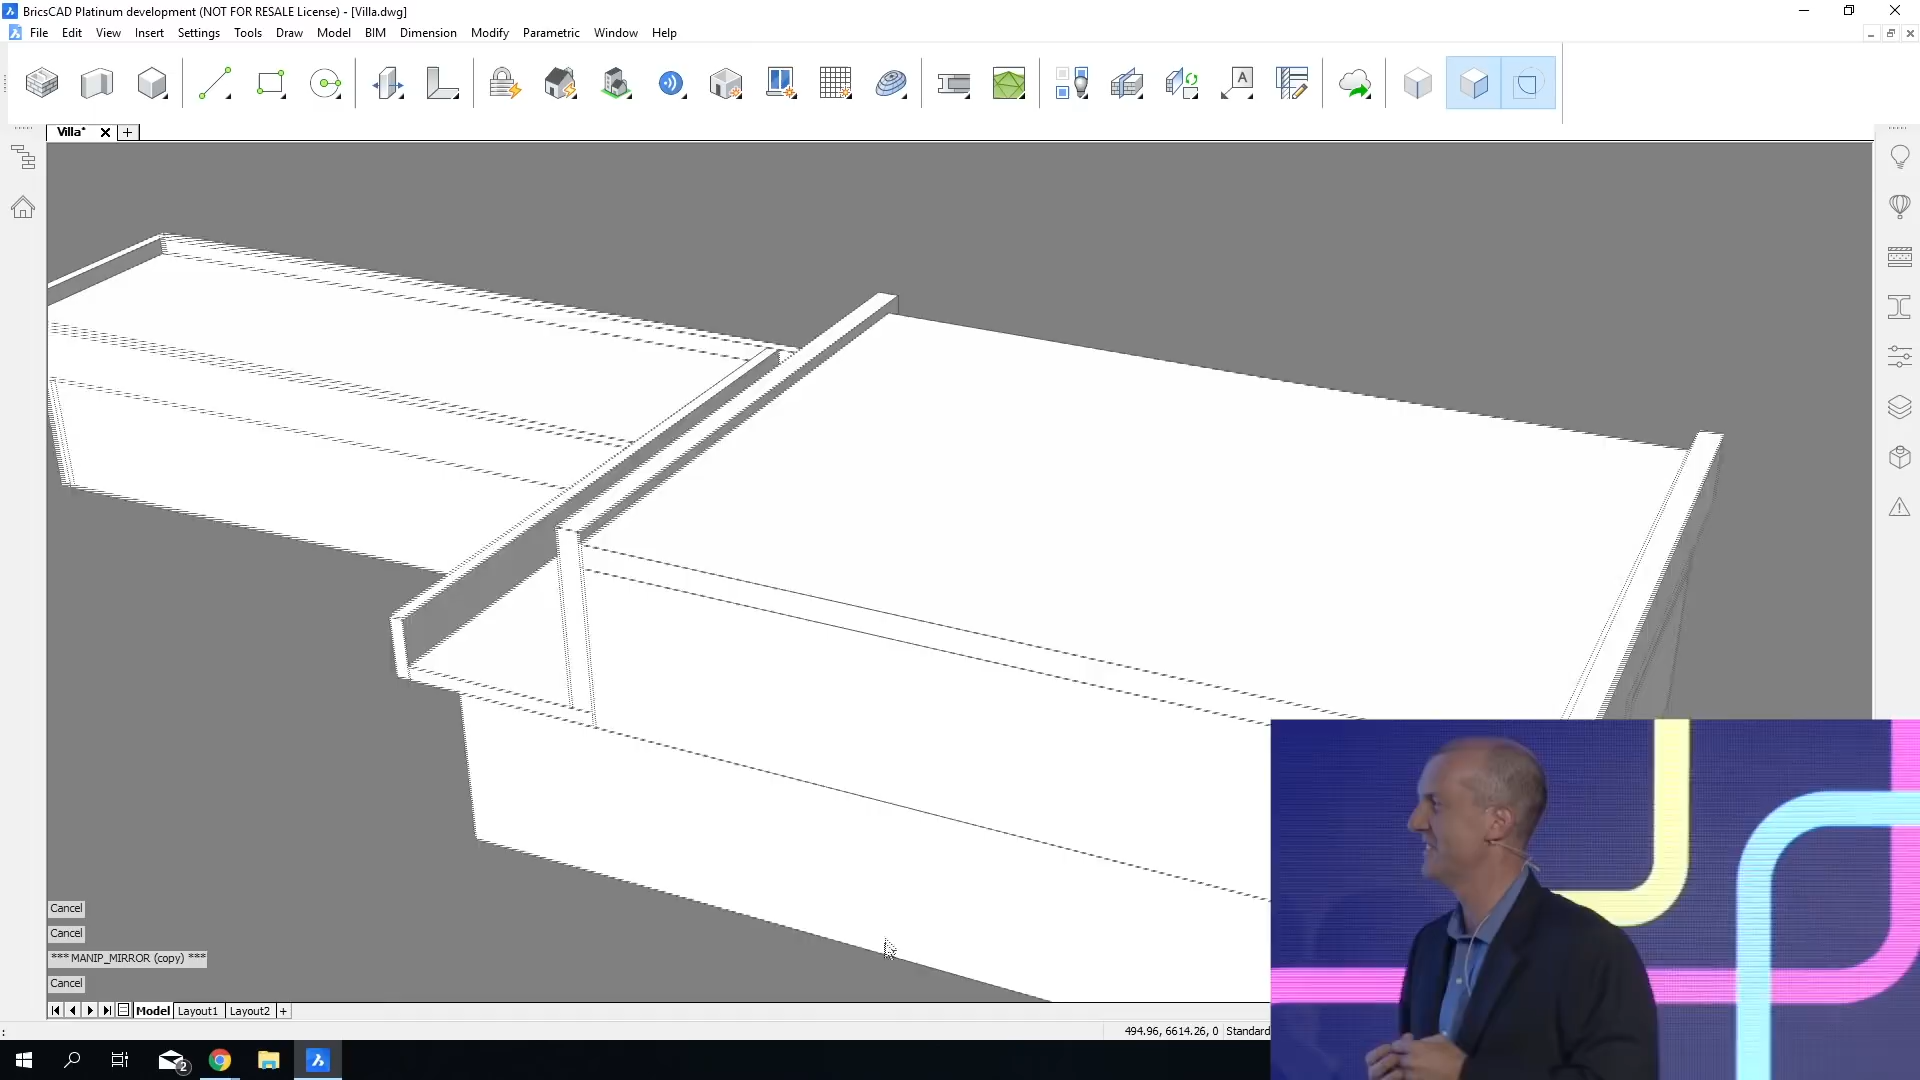 BricsCAD Platinum development (NOT FOR RESALE License) - [Villa.dwg]
File Edit View Insert Settings Tools Draw Model BIM Dimension Modify Parametric Window Help
A
Villa*
Cancel
Cancel
*** MANIP_MIRROR (copy) ***
Cancel
Model Layout1 Layout2 +
:
494.96, 6614.26, 0 Standard
2